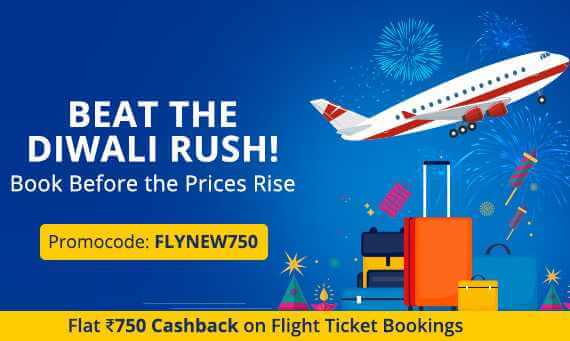 BEAT THE
DIWALI RUSH!
Book Before the Prices Rise
Promocode: FLYNEW750
Flat ₹750 Cashback on Flight Ticket Bookings